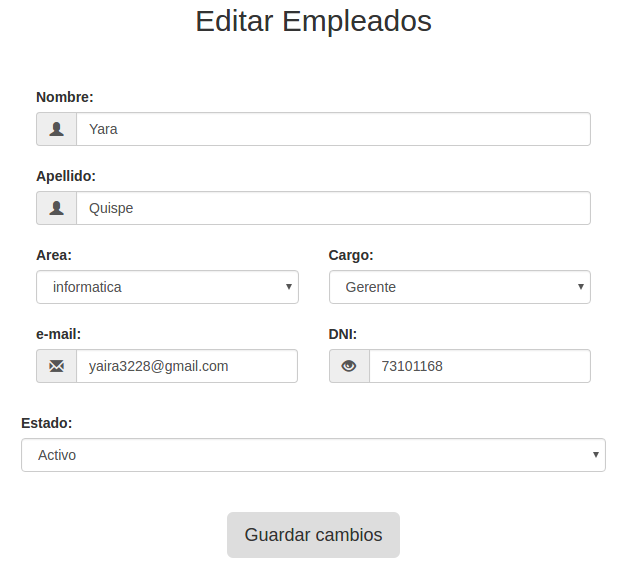 Editar Empleados
Nombre:
Yara
Apellido:
Quispe
Area:
Cargo:
informatica
Gerente
e-mail:
DNI:
yaira3228@gmail.com
73101168
Estado:
Activo
Guardar cambios